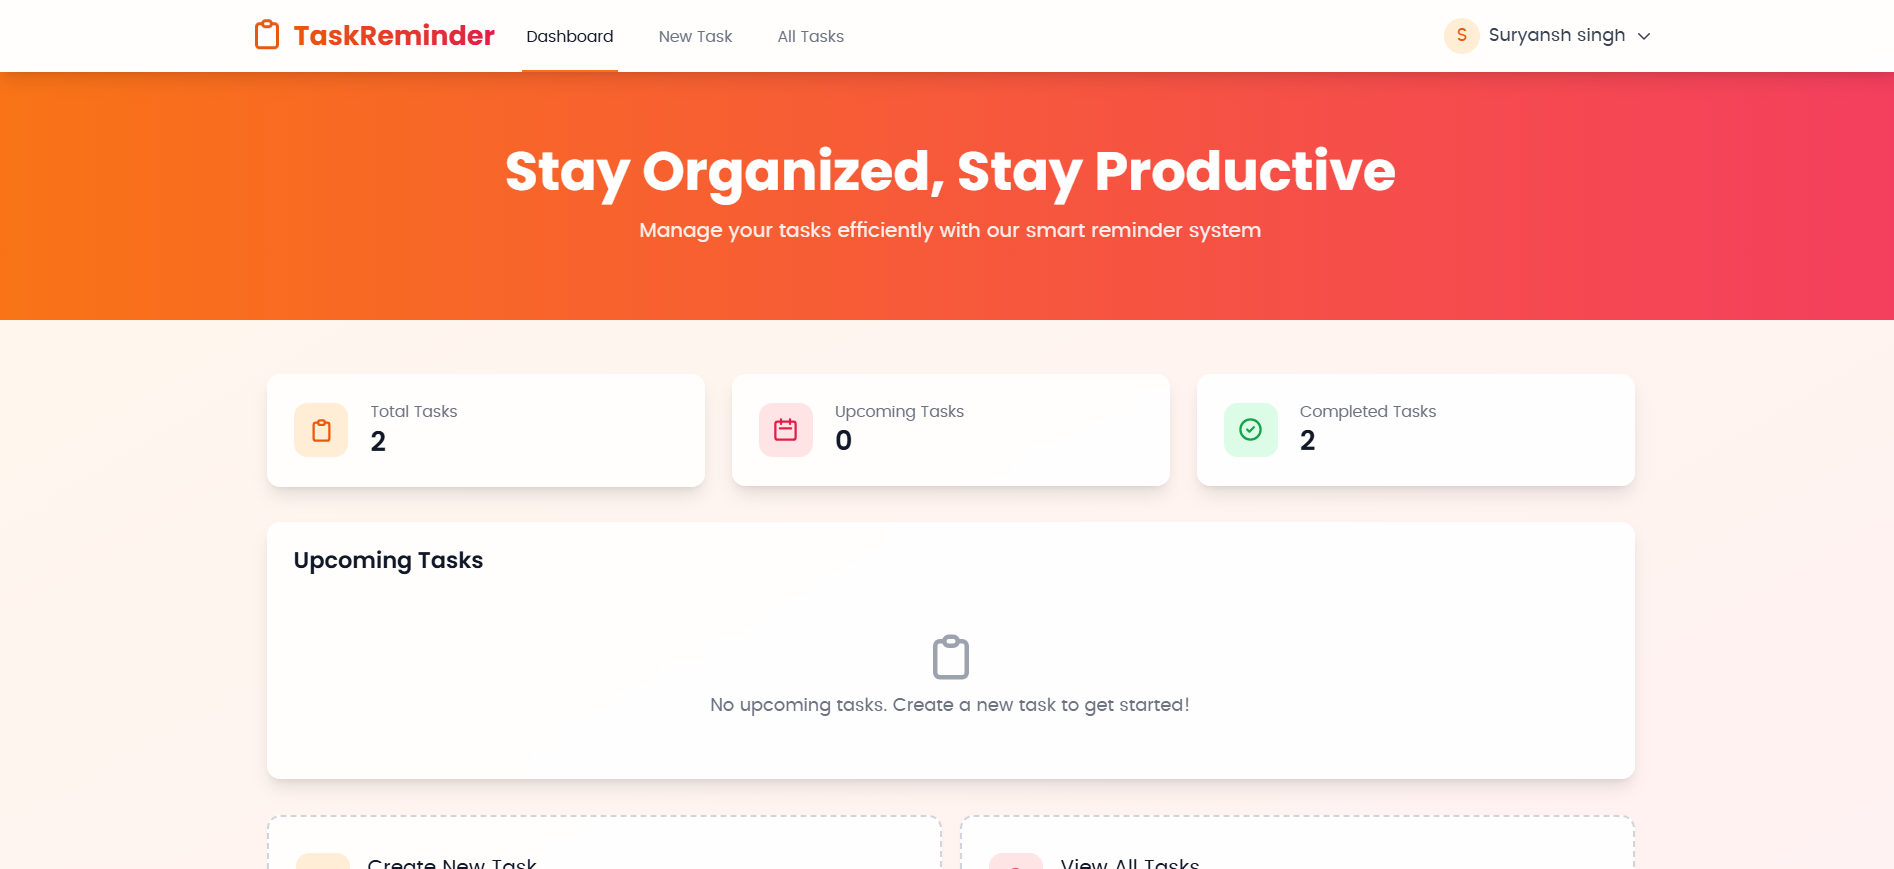 TaskReminder
Dashboard
New Task
All Tasks
S
Suryansh singh
Stay Organized, Stay Productive
Manage your tasks efficiently with our smart reminder system
Total Tasks
2
Upcoming Tasks
0
Completed Tasks
2
Upcoming Tasks
No upcoming tasks. Create a new task to get started!
Create New Task
View All Tasks